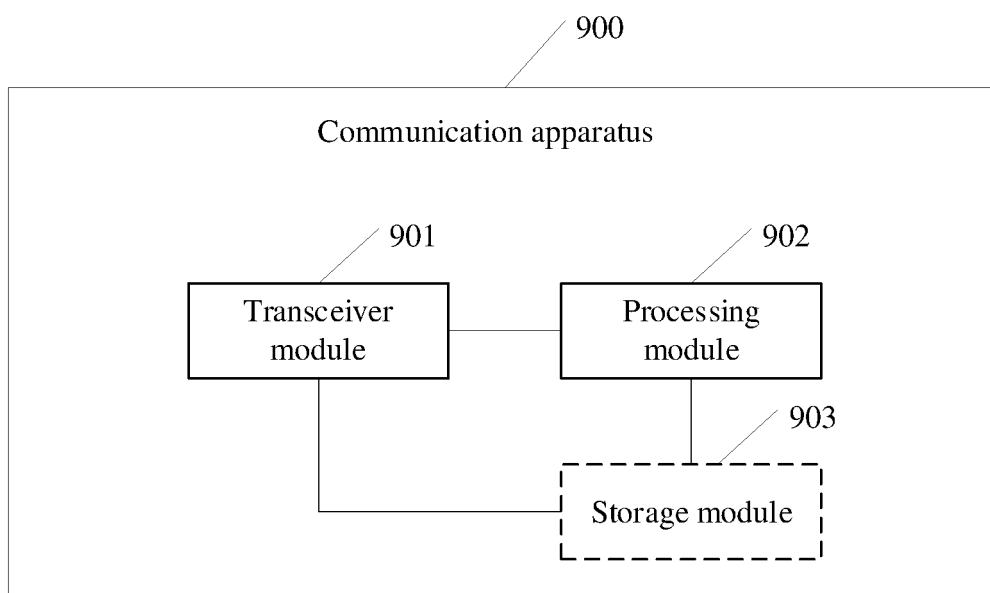 900
Communication apparatus
901
902
Transceiver
module
Processing
module
903
Storage module